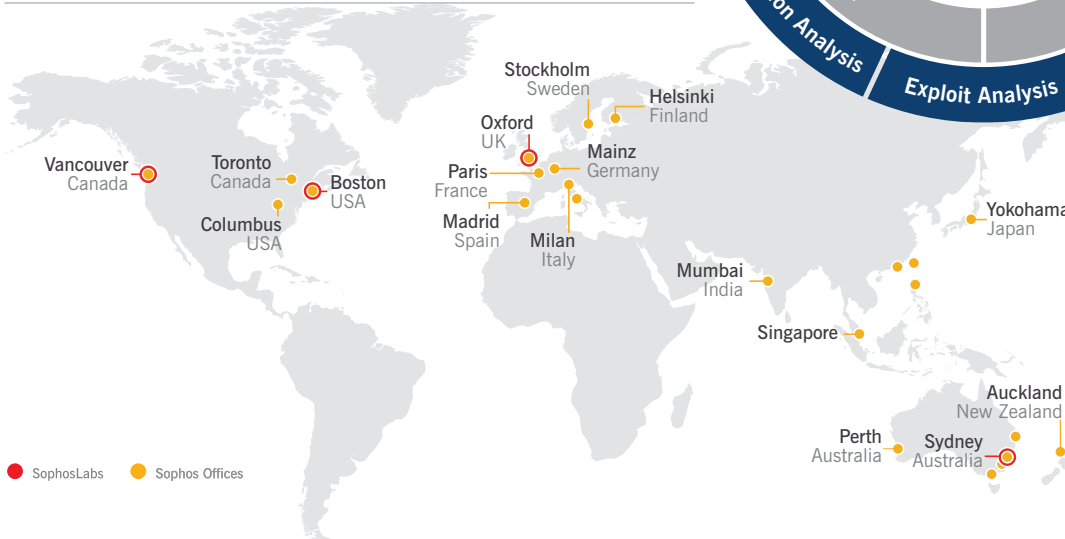 on Analysis
Exploit Analysis
Stockholm
Sweden
Helsinki
Finland
Oxford
UK
Mainz
Germany
Vancouver
Canada
Toronto
Canada
Boston
USA
Paris
France
Columbus
USA
Madrid
Spain
Milan
Italy
Yokohama
Japan
Mumbai
India
Singapore
Auckland
New Zealand
Perth
Australia
Sydney
Australia
SophosLabs
Sophos Offices